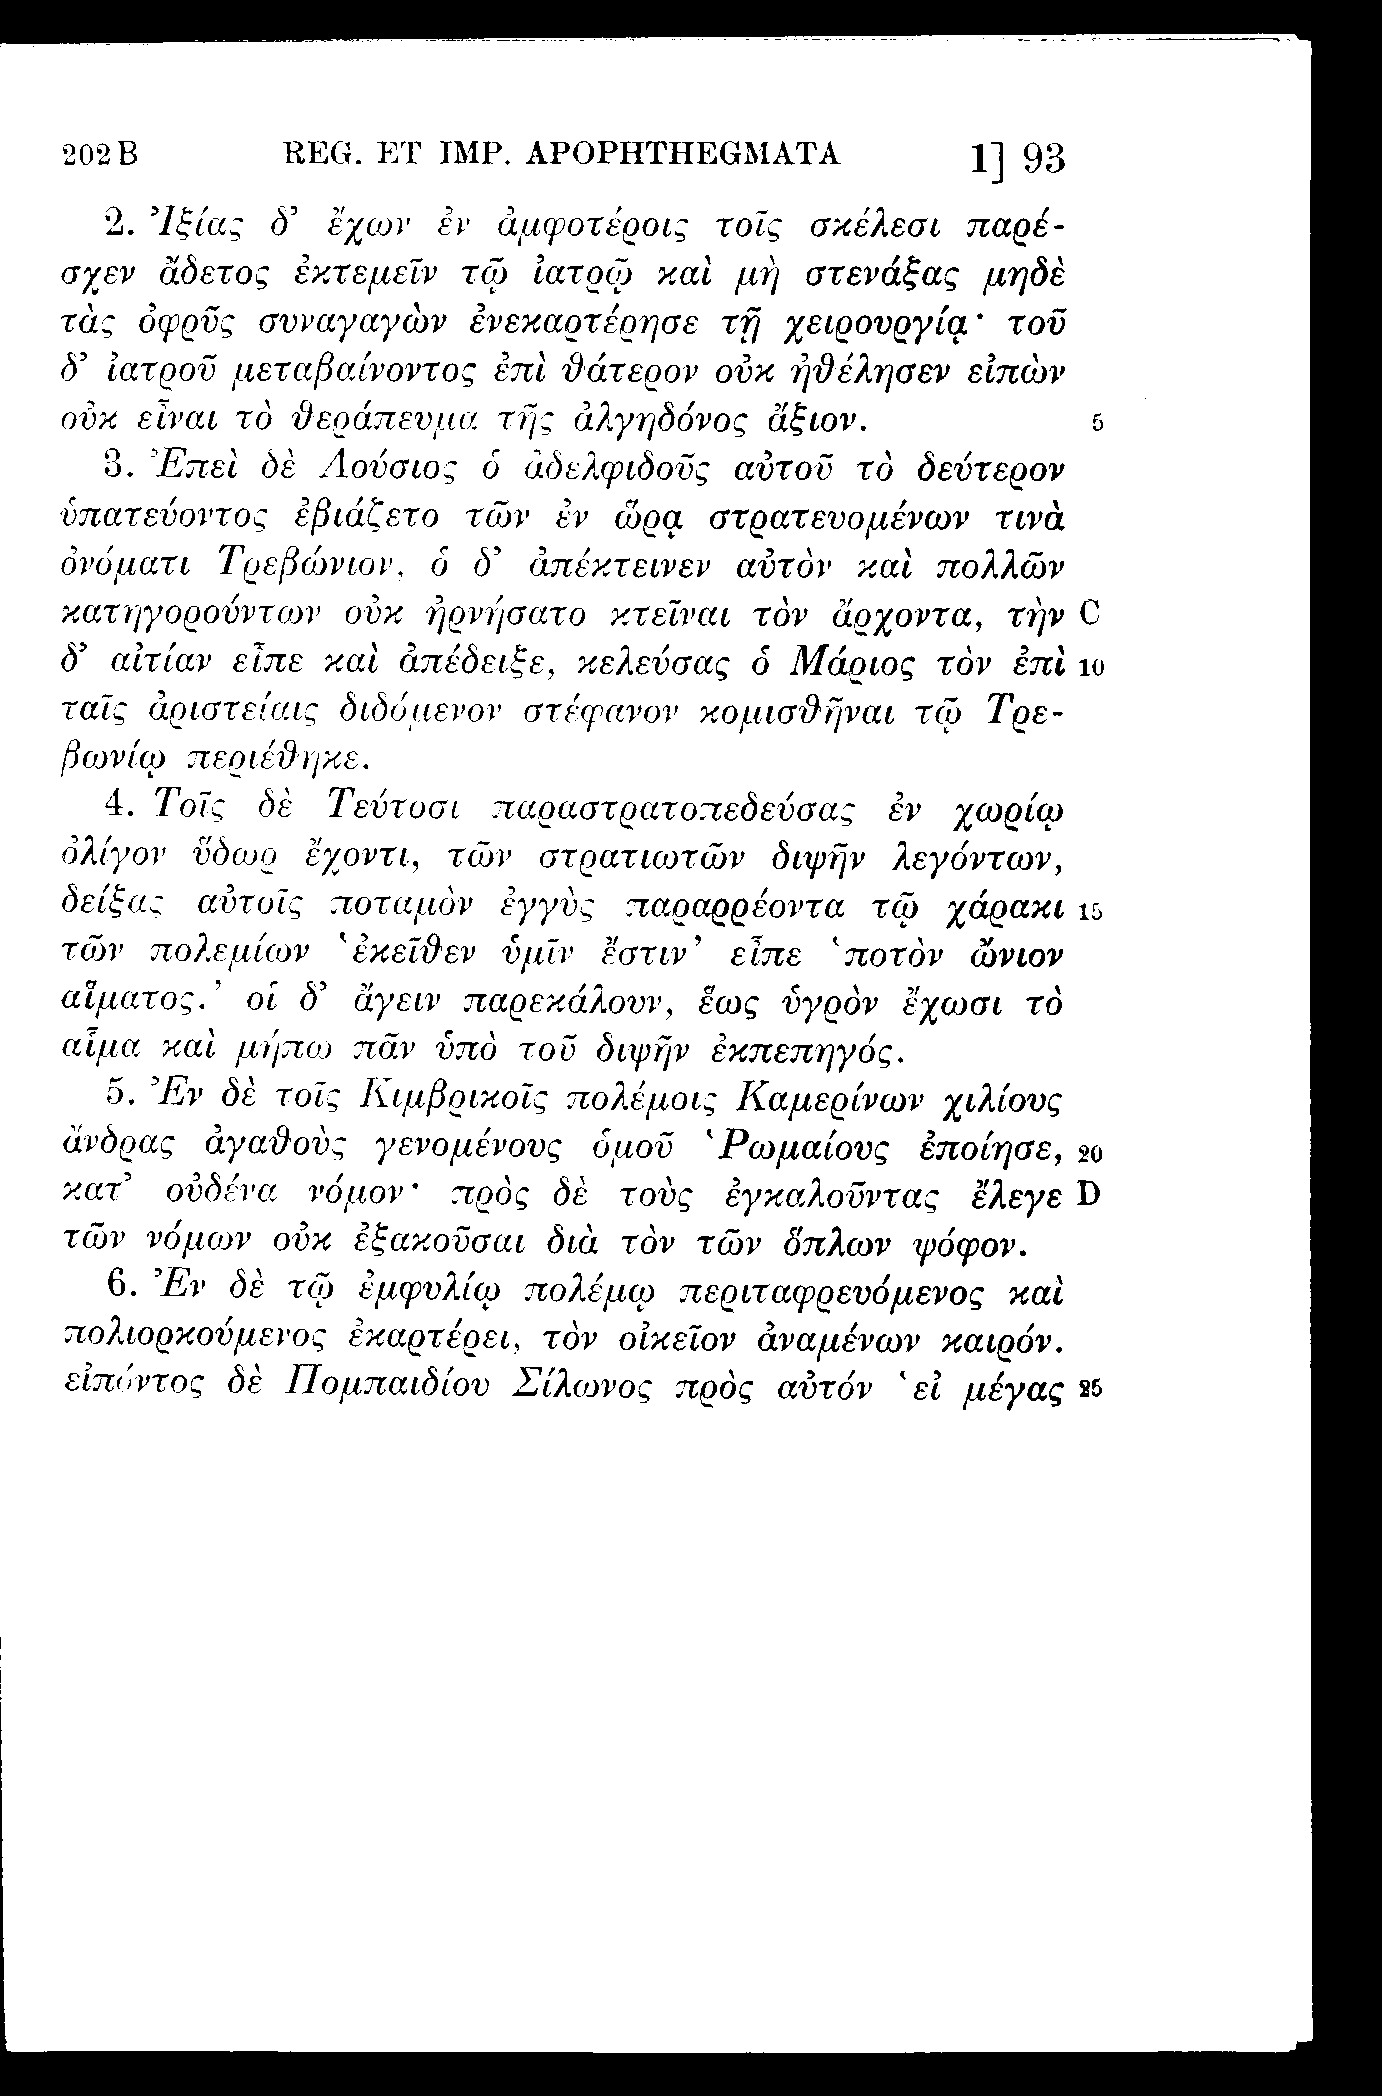 202 B REG. ET IMP. APOPHTHEGMATA 1] 93
2. Ἰξίας δ’ ἔχων ἐν ἀμφοτέροις τοῖς σκέλεσι παρέ-
σχεν ἄδετος ἐκτεμεῖν τῷ ἰατρῷ καὶ μὴ στενάξας μηδὲ
τὰς ὀφρῦς συναγαγὼν ἐνεκαρτέρησε τῇ χειρουργίᾳ· τοῦ
δ’ ἰατροῦ μεταβαίνοντος ἐπὶ θάτερον οὐκ ἠθέλησεν εἰπὼν
οὐκ εἶναι τὸ θεράπευμα τῆς ἀλγηδόνος ἄξιον. 5
3. Ἐπεὶ δὲ Λούσιος ὁ ἀδελφιδοῦς αὐτοῦ τὸ δεύτερον
ὑπατεύοντος ἐβιάζετο τῶν ἐν ὥρᾳ στρατευομένων τινὰ
ὀνόματι Τρεβώνιον, ὁ δ’ ἀπέκτεινεν αὐτὸν καὶ πολλῶν
κατηγορούντων οὐκ ἠρνήσατο κτεῖναι τὸν ἄρχοντα, τὴν C
δ’ αἰτίαν εἶπε καὶ ἀπέδειξε, κελεύσας ὁ Μάριος τὸν ἐπὶ 10
ταῖς ἀριστείαις διδόμενον στέφανον κομισθῆναι τῷ Τρε-
βωνίῳ περιέθηκε.
4. Τοῖς δὲ Τεύτοσι παραστρατοπεδεύσας ἐν χωρίῳ
ὀλίγον ὕδωρ ἔχοντι, τῶν στρατιωτῶν διψῆν λεγόντων,
δείξας αὐτοῖς ποταμὸν ἐγγὺς παραρρέοντα τῷ χάρακι 15
τῶν πολεμίων ‘ἐκεῖθεν ὑμῖν ἔστιν’ εἶπε ‘ποτὸν ὤνιον
αἵματος.’ οἱ δ’ ἄγειν παρεκάλουν, ἕως ὑγρὸν ἔχωσι τὸ
αἷμα καὶ μήπω πᾶν ὑπὸ τοῦ διψῆν ἐκπεπηγός.
5. Ἐν δὲ τοῖς Κιμβρικοῖς πολέμοις Καμερίνων χιλίους
ἄνδρας ἀγαθοὺς γενομένους ὁμοῦ Ῥωμαίους ἐποίησε, 20
κατ’ οὐδένα νόμον· πρὸς δὲ τοὺς ἐγκαλοῦντας ἔλεγε D
τῶν νόμων οὐκ ἐξακοῦσαι διὰ τὸν τῶν ὅπλων ψόφον.
6. Ἐν δὲ τῷ ἐμφυλίῳ πολέμῳ περιταφρευόμενος καὶ
πολιορκούμενος ἐκαρτέρει, τὸν οἰκεῖον ἀναμένων καιρόν.
εἰπόντος δὲ Πομπαιδίου Σίλωνος πρὸς αὐτόν ‘εἰ μέγας 25